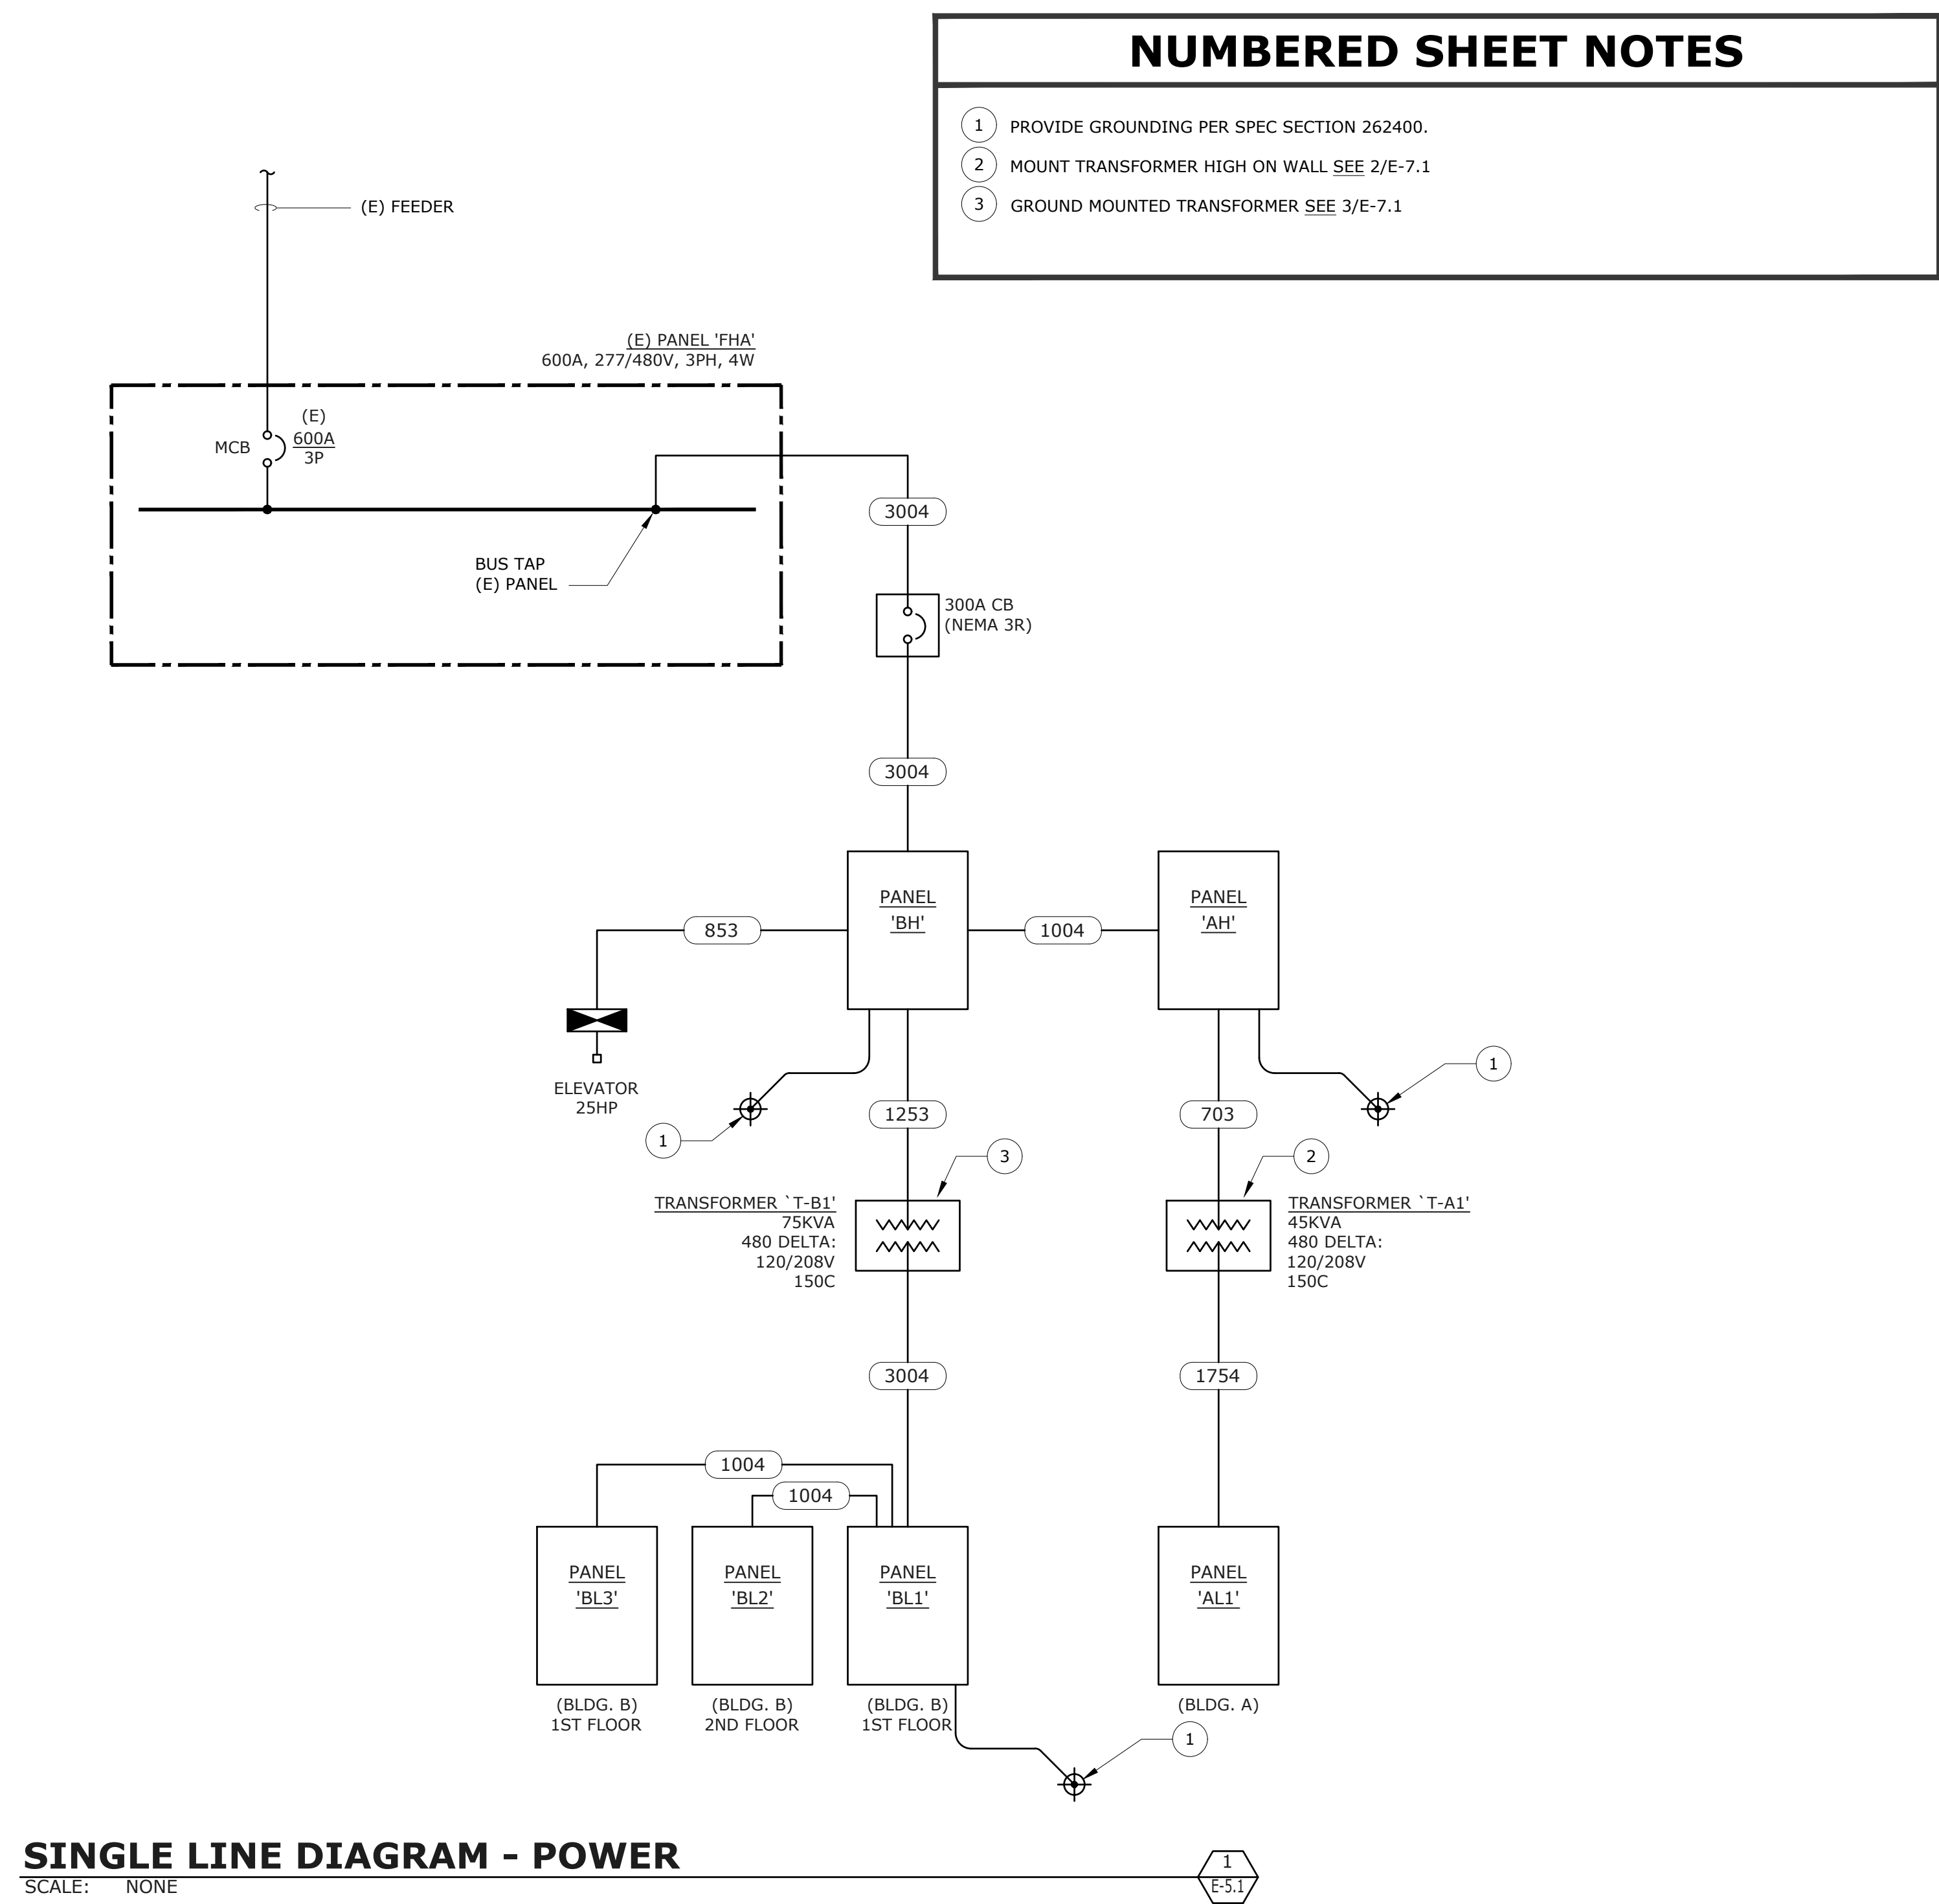 NUMBERED SHEET NOTES
1 PROVIDE GROUNDING PER SPEC SECTION 262400.
2 MOUNT TRANSFORMER HIGH ON WALL SEE 2/E-7.1
3 GROUND MOUNTED TRANSFORMER SEE 3/E-7.1
(E) FEEDER
(E) PANEL 'FHA'
600A, 277/480V, 3PH, 4W
MCB
(E)
600A
3P
BUS TAP
(E) PANEL
3004
300A CB
(NEMA 3R)
3004
PANEL
'BH'
PANEL
'AH'
853
1004
ELEVATOR
25HP
1
1
1253
703
3
2
TRANSFORMER `T-B1'
75KVA
480 DELTA:
120/208V
150C
TRANSFORMER `T-A1'
45KVA
480 DELTA:
120/208V
150C
3004
1754
1004
1004
PANEL
'BL3'
PANEL
'BL2'
PANEL
'BL1'
PANEL
'AL1'
(BLDG. B)
1ST FLOOR
(BLDG. B)
2ND FLOOR
(BLDG. B)
1ST FLOOR
(BLDG. A)
1
SINGLE LINE DIAGRAM - POWER
SCALE: NONE
1
E-5.1